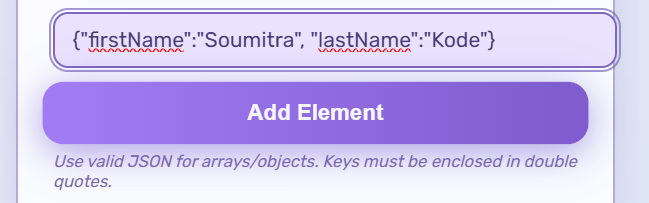 {"firstName":"Soumitra", "lastName":"Kode"}
Add Element
Use valid JSON for arrays/objects. Keys must be enclosed in double
quotes.